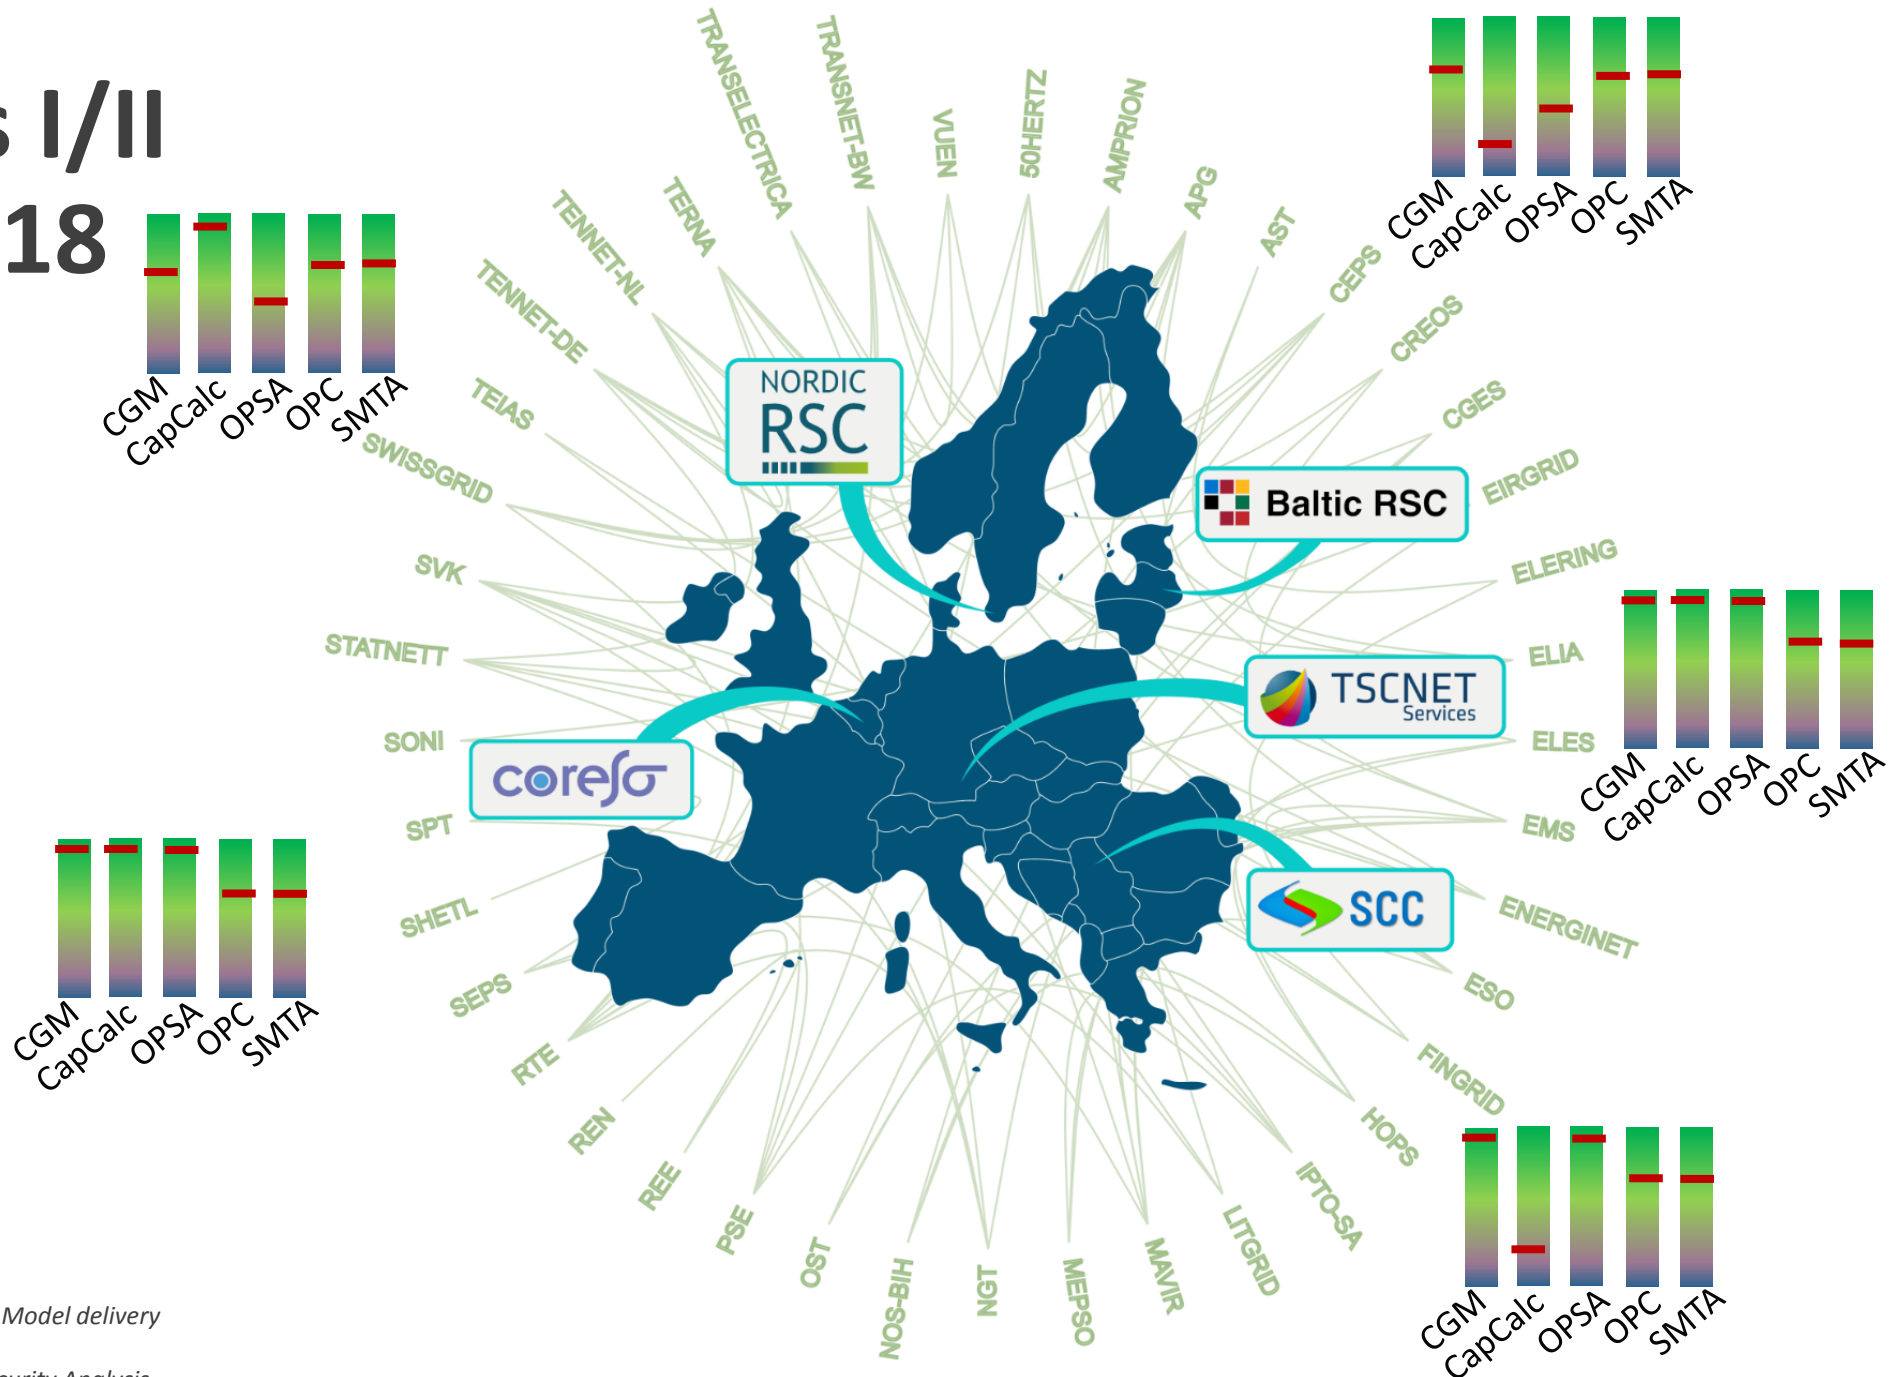 s I/II
18
CGM
CapCalc
OPSA
OPC
SMTA
CGM
CapCalc
OPSA
OPC
SMTA
TRANSELECTRICA
TRANSNET-BW
VUEN
50HERTZ
AMPRION
APG
AST
CEPS
CREOS
CGES
EIRGRID
ELERING
ELIA
ELES
EMS
ENERGINET
ESO
FINGRID
HOPS
IPTO-SA
LITGRID
MAVIR
MEPSO
NGT
NOS-BIH
OST
PSE
REE
REN
RTE
SEPS
SHETL
SPT
SONI
STATNETT
SVK
SWISSGRID
TEIAS
TENNET-DE
TENNET-NL
TERNA
NORDIC
RSC
Baltic RSC
TSCNET
Services
coreso
SCC
CGM
CapCalc
OPSA
OPC
SMTA
CGM
CapCalc
OPSA
OPC
SMTA
CGM
CapCalc
OPSA
OPC
SMTA
Model delivery
curity Analysis